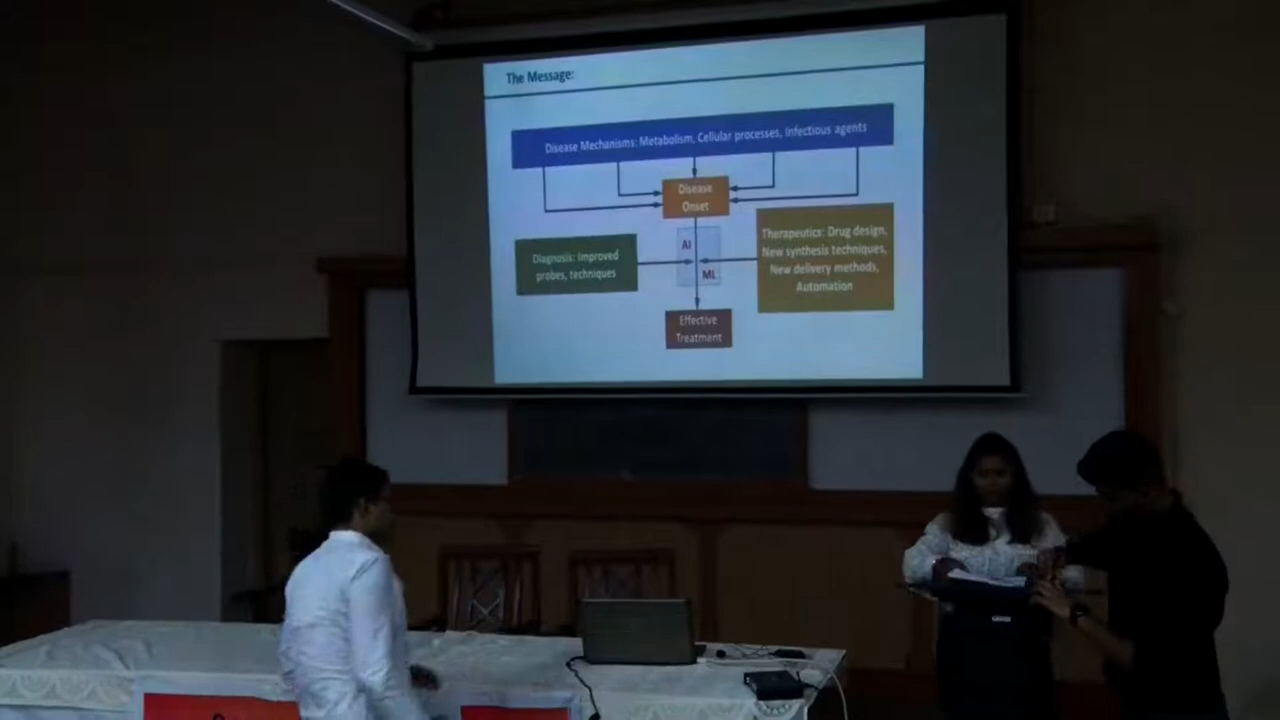 The Message:
Disease Mechanisms: Metabolism, Cellular processes, Infectious agents
Disease
Onset
AI
ML
Diagnosis: Improved
probes, techniques
Therapeutics: Drug design,
New synthesis techniques,
New delivery methods,
Automation
Effective
Treatment